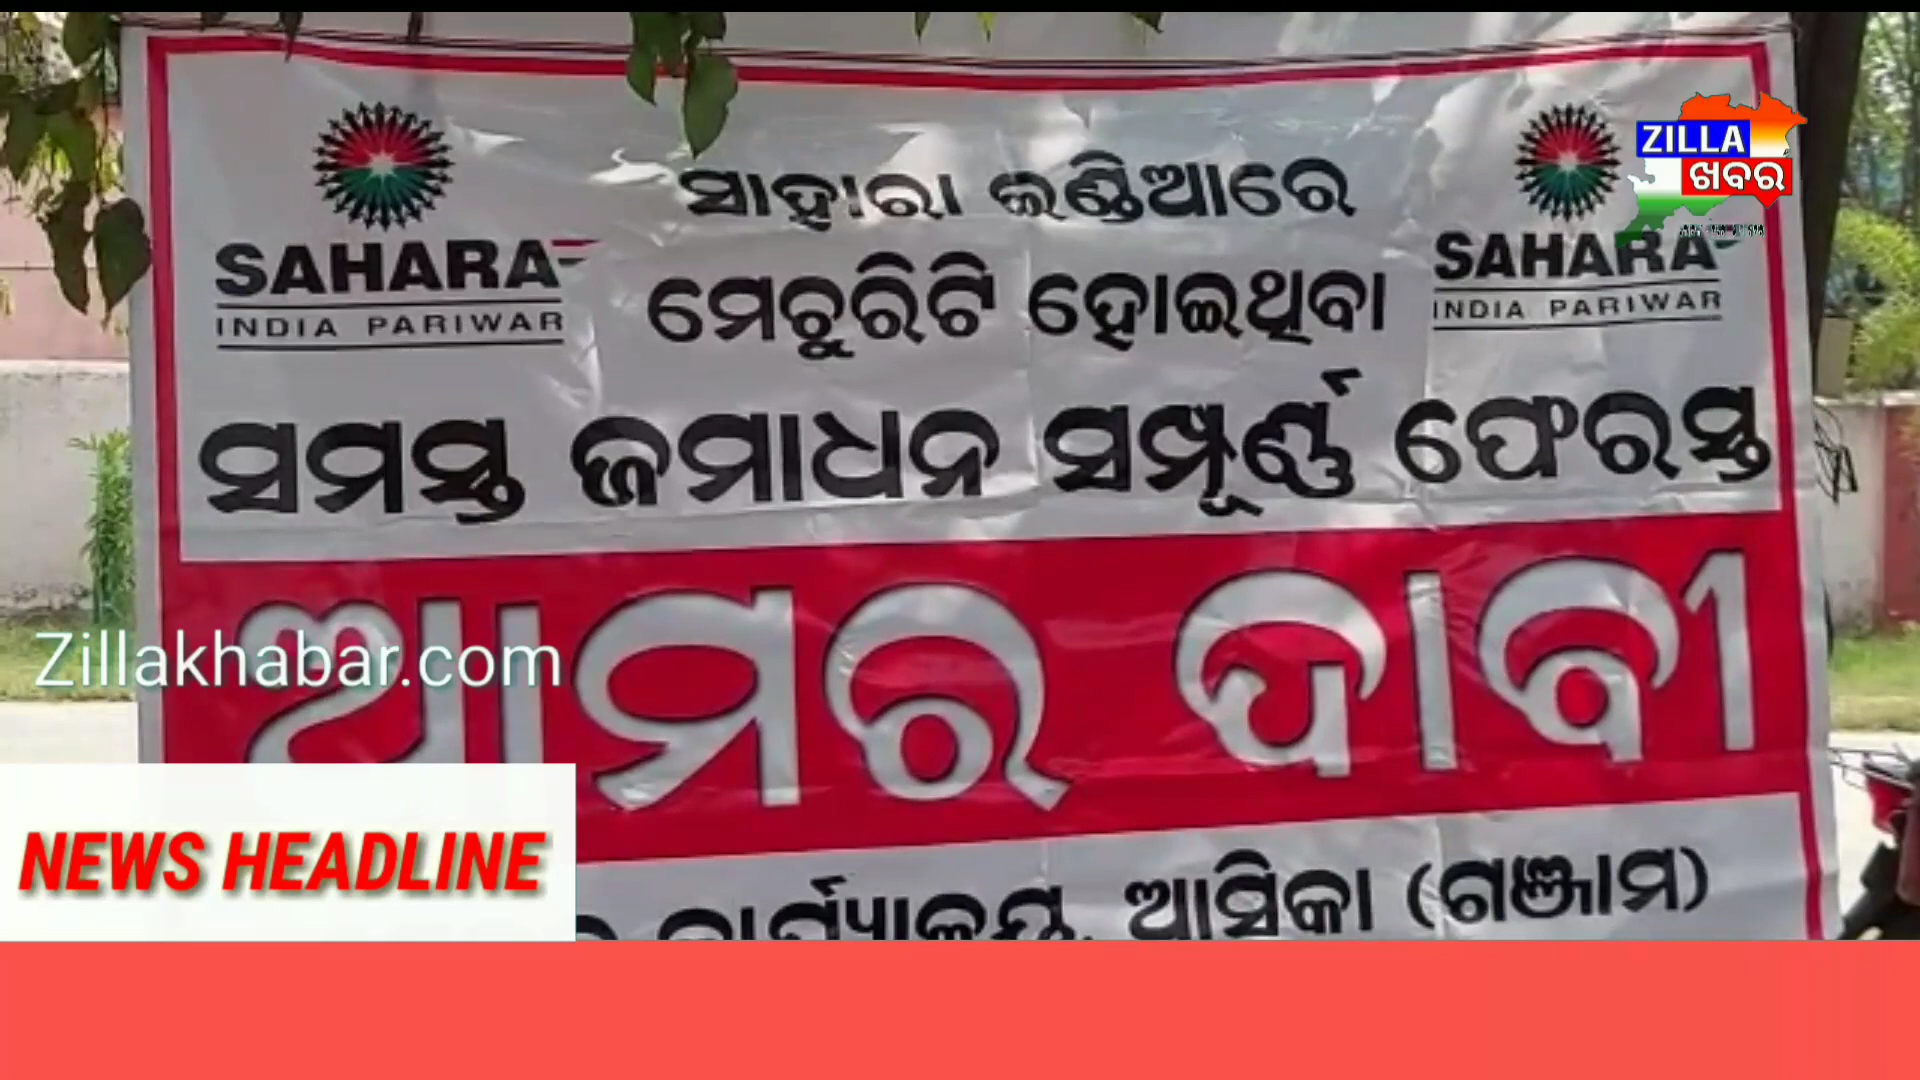 ZILLA
ଖବର
SAHARA
INDIA PARIWAR
SAHARA
INDIA PARIWAR
ସାହାରା ଇଣ୍ଡିଆରେ
ମେଚୁରିଟି ହୋଇଥିବା
ସମସ୍ତ ଜମାଧନ ସମ୍ପୂର୍ଣ୍ଣ ଫେରସ୍ତ
ଆମର ଦାବୀ
Zillakhabar.com
NEWS HEADLINE
କାର୍ଯ୍ୟାଳୟ, ଆସିକା (ଗଞ୍ଜାମ)